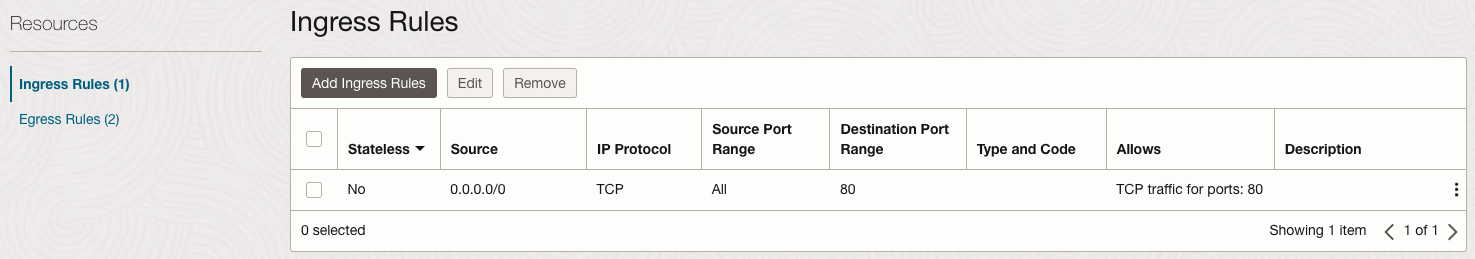 Resources
Ingress Rules (1)
Egress Rules (2)
Ingress Rules
Add Ingress Rules Edit Remove
Stateless Source IP Protocol Source Port Range Destination Port Range Type and Code Allows Description
No 0.0.0.0/0 TCP All 80 TCP traffic for ports: 80
0 selected Showing 1 item 1 of 1